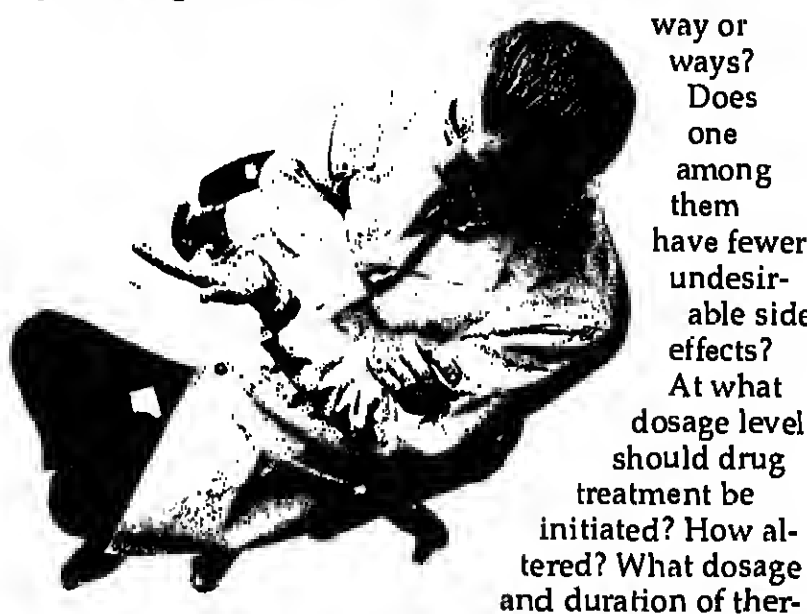 way or
ways?
Does
one
among
them
have fewer
undesir-
able side
effects?
At what
dosage level
should drug
treatment be
initiated? How al-
tered? What dosage
and duration of ther-